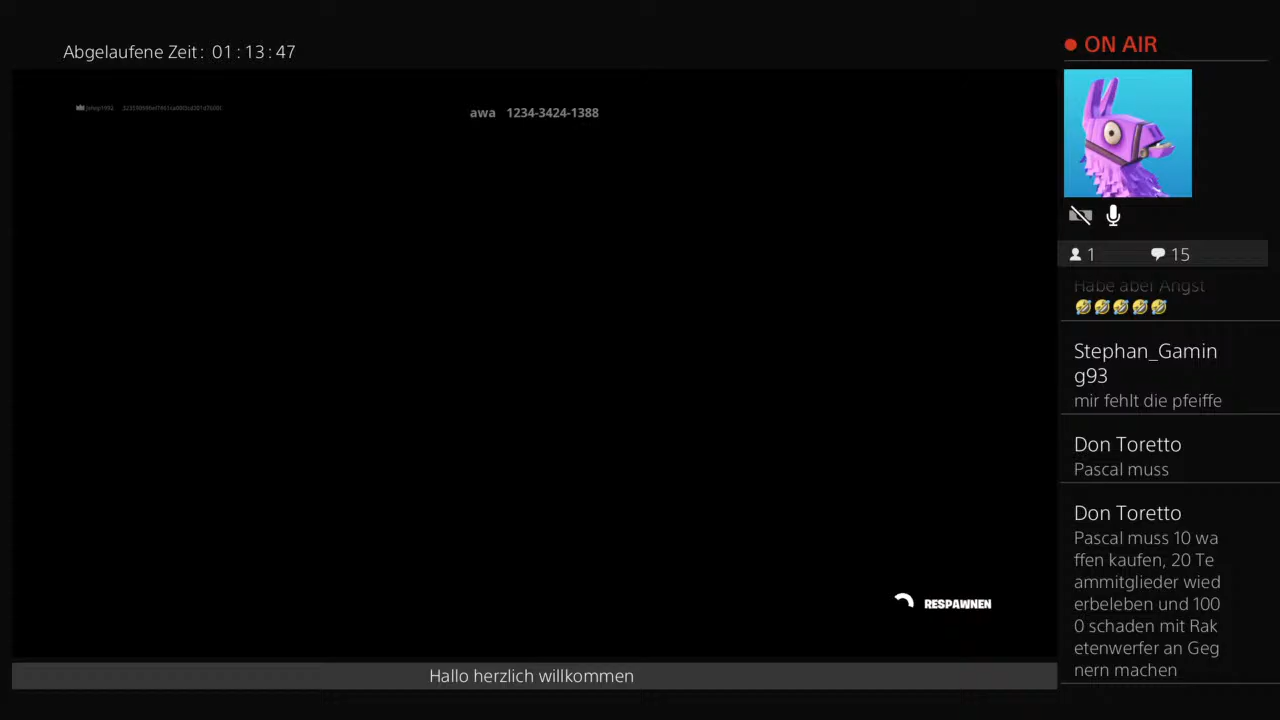 Abgelaufene Zeit: 01:13:47
ON AIR
awa 1234-3424-1388
1 15
Habe aber Angst
🤣🤣🤣🤣🤣
Stephan_Gamin
g93
mir fehlt die pfeiffe
Don Toretto
Pascal muss
Don Toretto
Pascal muss 10 wa
ffen kaufen, 20 Te
ammitglieder wied
erbeleben und 100
0 schaden mit Rak
etenwerfer an Geg
nern machen
RESPAWNEN
Hallo herzlich willkommen